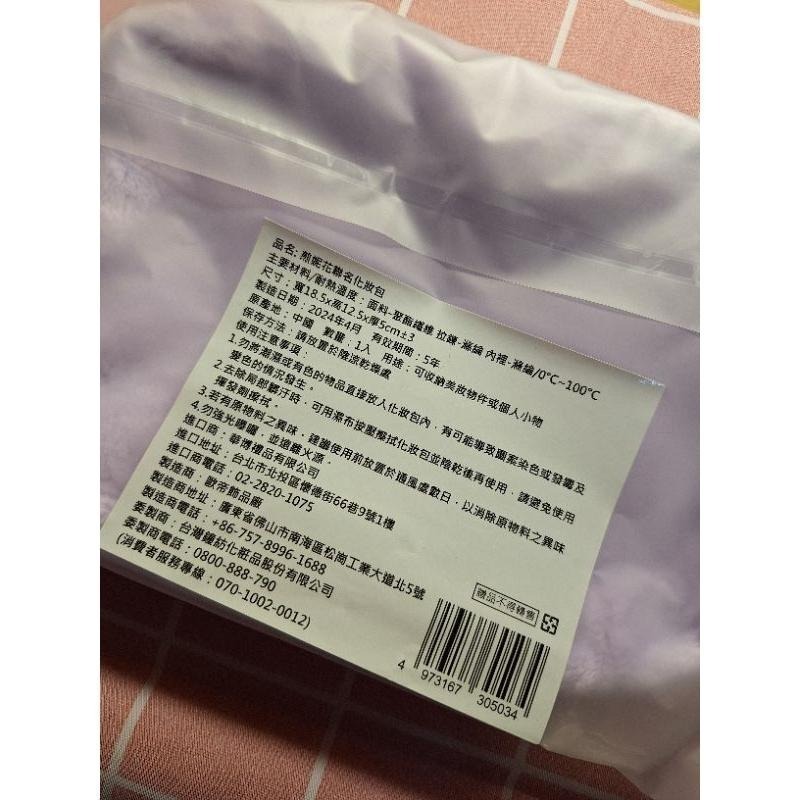 品名: 煎妮花聯名化妝包
主要材料/耐熱溫度：面料-聚酯纖維 拉鍊-滌錀 內裡-滌錀/0°C~100°C
尺寸：寬18.5x高12.5x厚5cm±3
製造日期：2024年4月 有效期間：5年
原產地：中國 數量：1入 用途：可收納美妝物件或個人小物
保存方法：請放置於陰涼乾燥處
使用注意事項：
1.勿將潮濕或有色的物品直接放入化妝包內，有可能導致圖案染色或發霉及
變色的情況發生。
2.去除局部髒汙時，可用濕布按壓擦拭化妝包並陰乾後再使用，請避免使用
揮發劑擦拭。
3.若有原物料之異味，建議使用前放置於通風處數日，以消除原物料之異味
4.勿強光曝曬，並遠離火源。
進口商：華博禮品有限公司
進口地址：台北市北投區懷德街66巷9號1樓
進口商電話：02-2820-1075
製造商：歐帝飾品廠
製造商地址：廣東省佛山市南海區松崗工業大道北5號
製造商電話：+86-757-8996-1688
委製商：台灣鐘紡化粧品股份有限公司
委製商電話：0800-888-790
(消費者服務專線：070-1002-0012)
贈品不得轉售
4 973167 305034